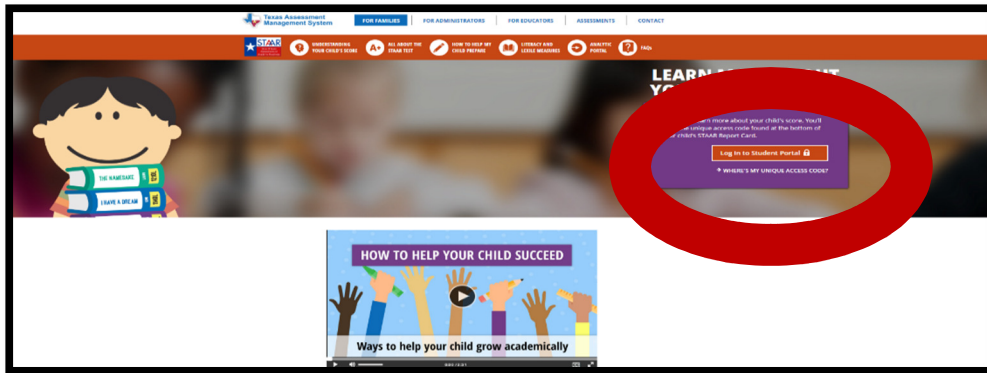 Texas Assessment
Management System
FOR FAMILIES
FOR ADMINISTRATORS
FOR EDUCATORS
ASSESSMENTS
CONTACT
STAAR
UNDERSTANDING
YOUR CHILD'S SCORE
A+
ALL ABOUT THE
STAAR TEST
HOW TO HELP MY
CHILD PREPARE
LITERACY AND
LEXILE MEASURES
ANALYTIC
PORTAL
?
FAQs
LEARN
more about your child's score. You'll
unique access code found at the bottom of
child's STAAR Report Card.
Log In to Student Portal
WHERE'S MY UNIQUE ACCESS CODE?
THE NAMESAKE
I HAVE A DREAM
HOW TO HELP YOUR CHILD SUCCEED
Ways to help your child grow academically